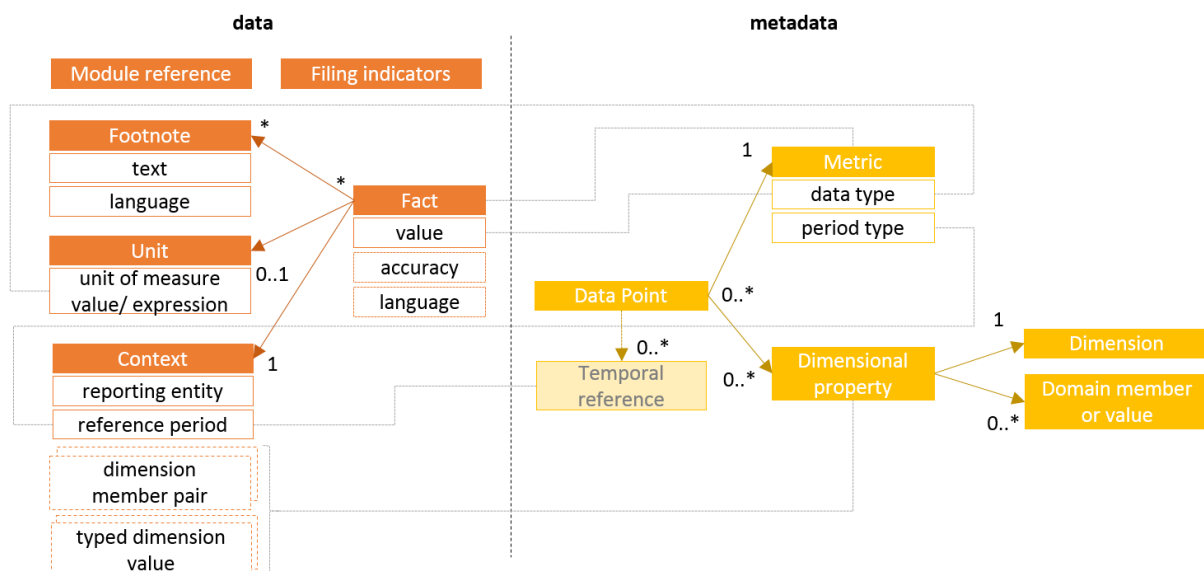 data
metadata
Module reference
Filing indicators
Footnote
*
text
language
*
Fact
value
accuracy
language
Unit
0..1
unit of measure
value/ expression
Context
1
reporting entity
reference period
dimension
member pair
typed dimension
value
1
Metric
data type
period type
Data Point
0..*
0..*
Temporal
reference
0..*
Dimensional
property
1
Dimension
Domain member
or value
0..*